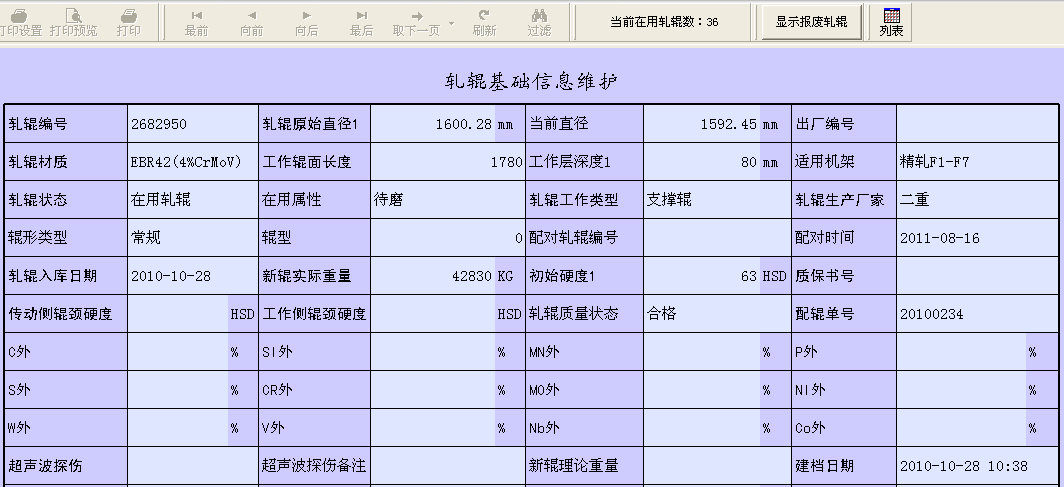 打印设置 打印预览 打印 最前 向前 向后 最后 取下一页 刷新 过滤 当前在用轧辊数：36 显示报废轧辊 列表
轧辊基础信息维护
轧辊编号 2682950 轧辊原始直径1 1600.28 mm 当前直径 1592.45 mm 出厂编号
轧辊材质 EBR42(4%CrMoV) 工作辊面长度 1780 工作层深度1 80 mm 适用机架 精轧F1-F7
轧辊状态 在用轧辊 在用属性 待磨 轧辊工作类型 支撑辊 轧辊生产厂家 二重
辊形类型 常规 辊型 0 配对轧辊编号 配对时间 2011-08-16
轧辊入库日期 2010-10-28 新辊实际重量 42830 KG 初始硬度1 63 HSD 质保书号
传动侧辊颈硬度 HSD 工作侧辊颈硬度 HSD 轧辊质量状态 合格 配辊单号 20100234
C外 % SI外 % MN外 % P外 %
S外 % CR外 % MO外 % NI外 %
W外 % V外 % Nb外 % Co外 %
超声波探伤 超声波探伤备注 新辊理论重量 建档日期 2010-10-28 10:38